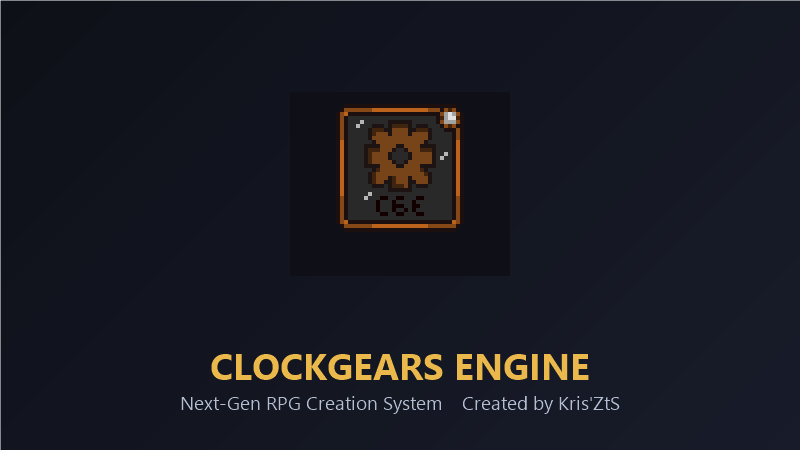 CGE
CLOCKGEARS ENGINE
Next-Gen RPG Creation System    Created by Kris'ZtS